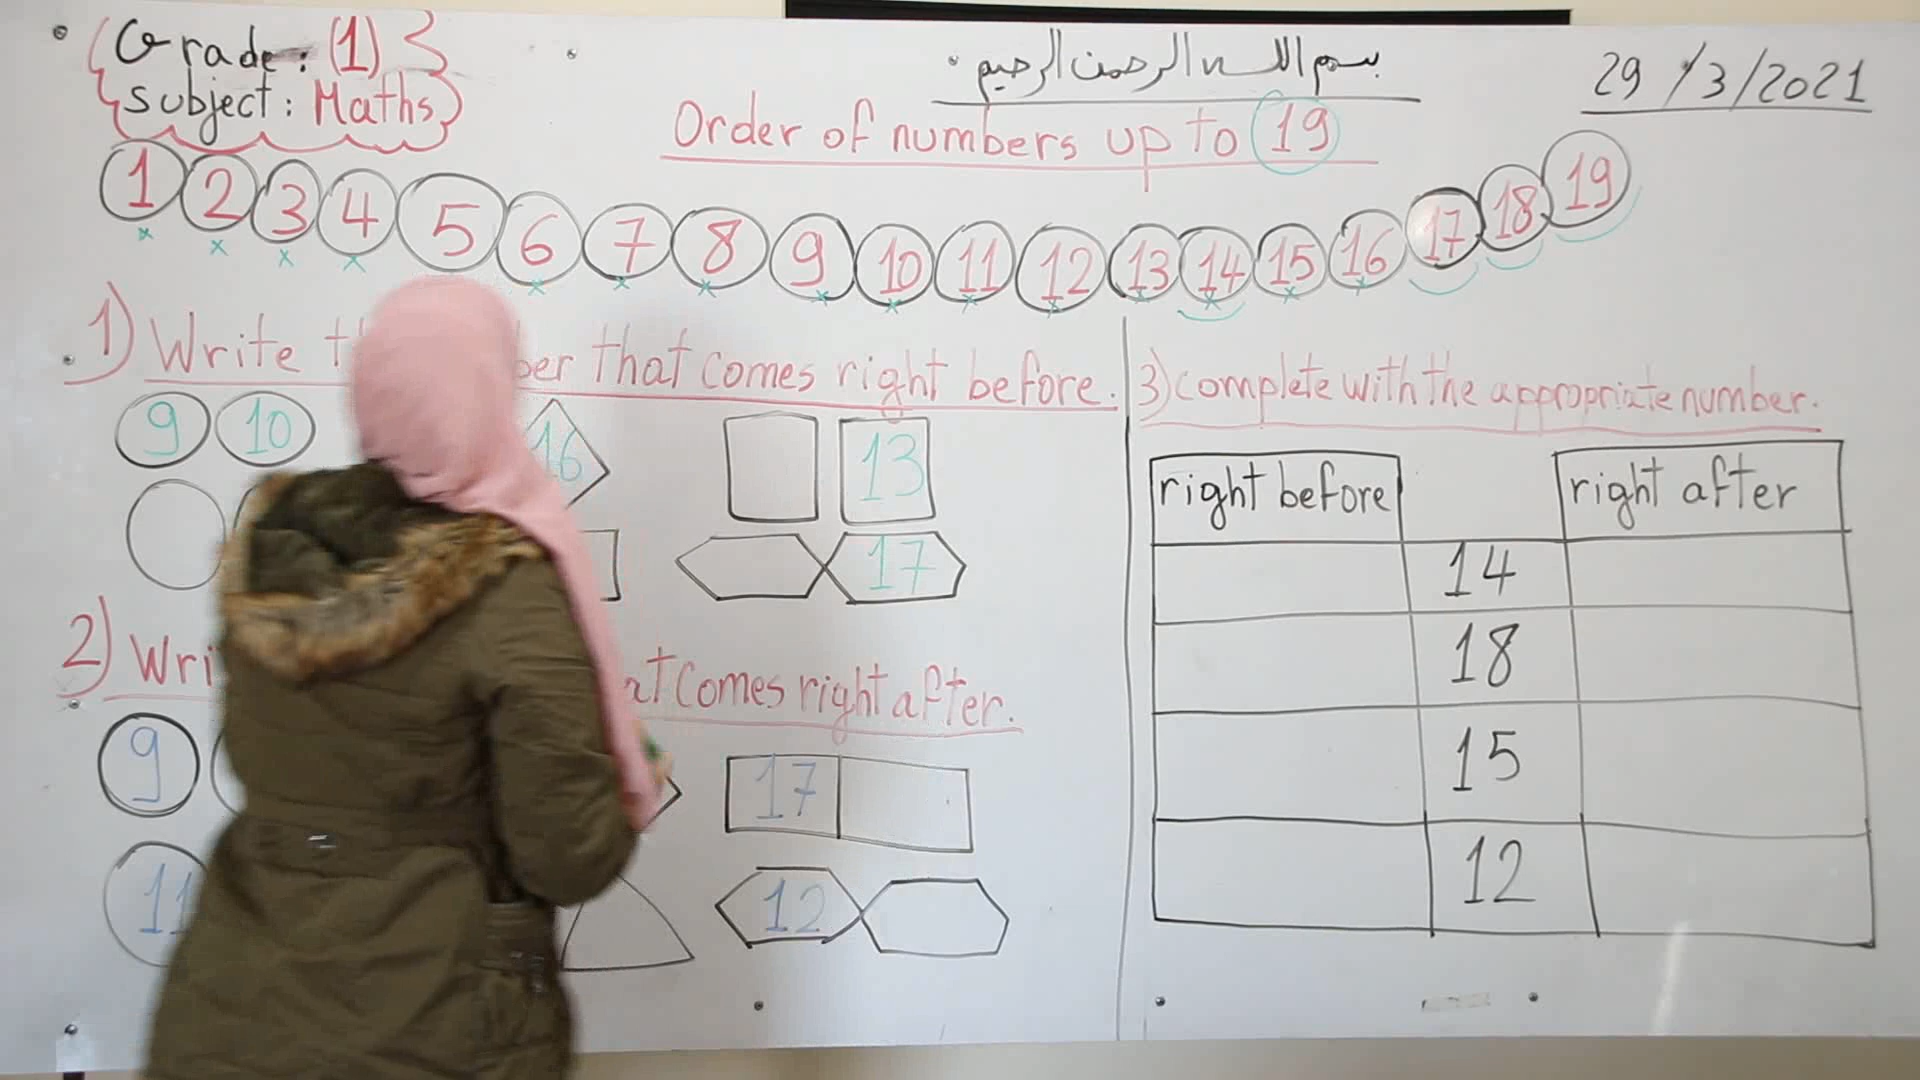 Grade: (1)
subject: Maths
بسم الله الرحمن الرحيم
29/3/2021
Order of numbers up to 19
1 2 3 4 5 6 7 8 9 10 11 12 13 14 15 16 17 18 19
1) Write that comes right before.
9 10 16 13
17
2) comes right after.
9 17
11 12
3) complete with the appropriate number.
right before right after
14
18
15
12